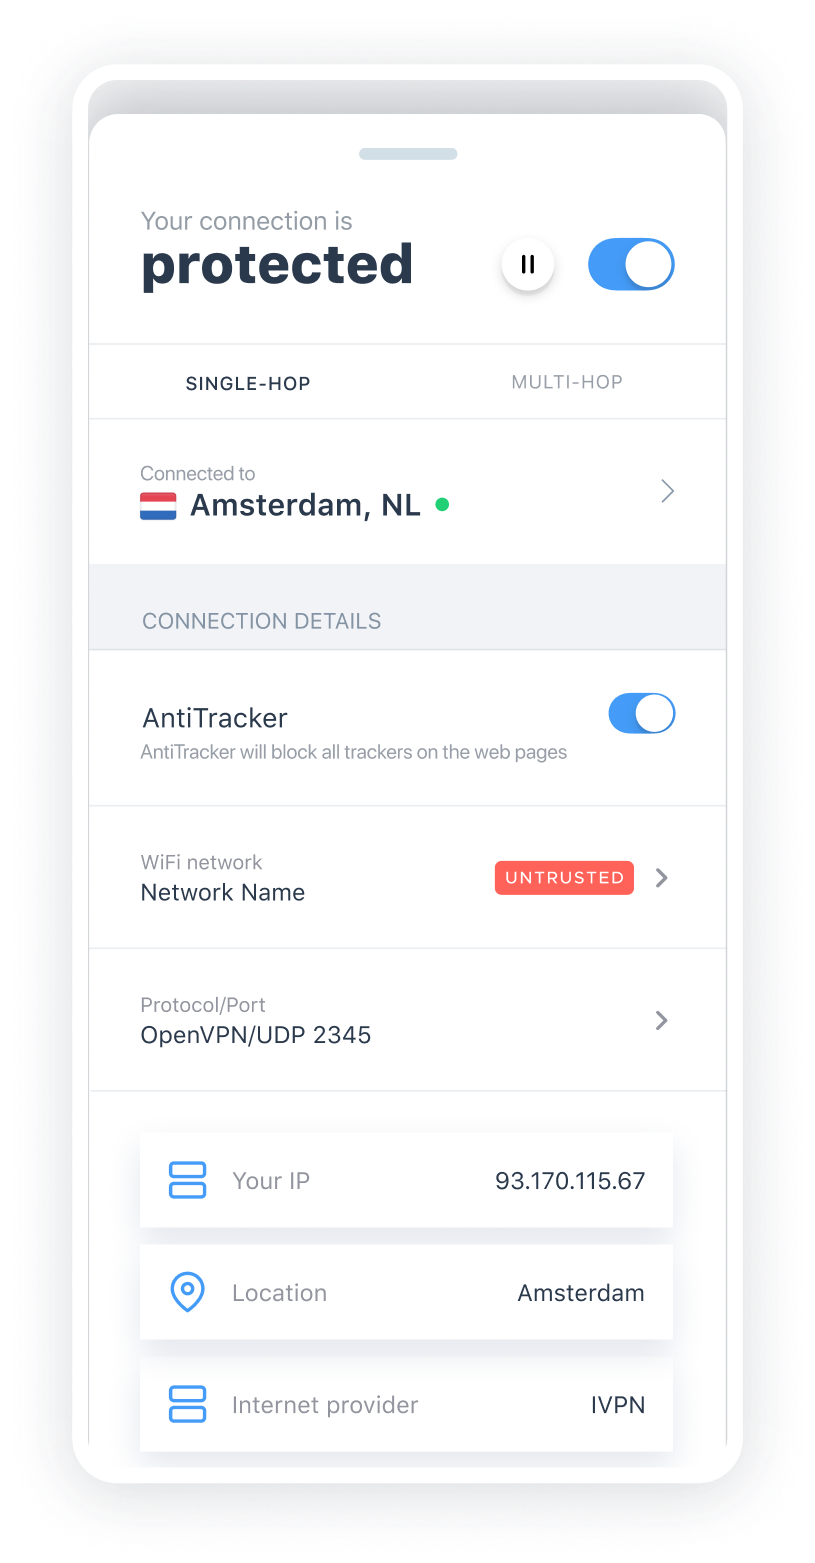 Your connection is
protected
SINGLE-HOP
MULTI-HOP
Connected to
Amsterdam, NL
CONNECTION DETAILS
AntiTracker
AntiTracker will block all trackers on the web pages
WiFi network
Network Name
UNTRUSTED
Protocol/Port
OpenVPN/UDP 2345
Your IP
93.170.115.67
Location
Amsterdam
Internet provider
IVPN